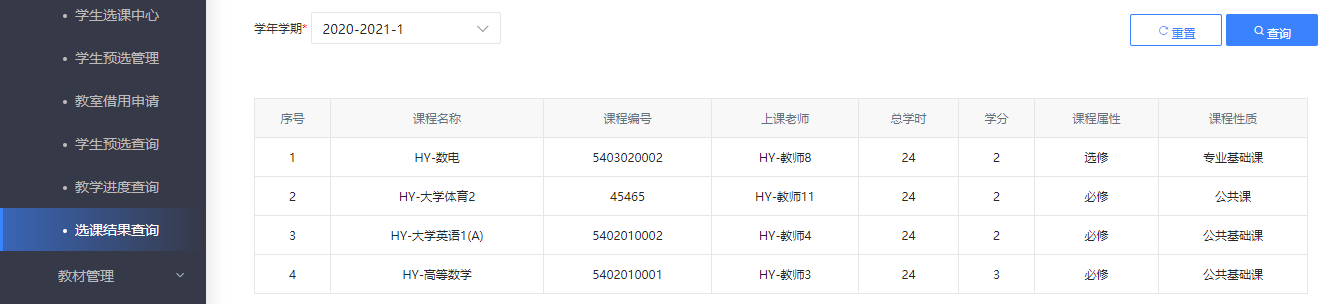 学生选课中心
学生预选管理
教室借用申请
学生预选查询
教学进度查询
选课结果查询
教材管理
学年学期* 2020-2021-1 重置 查询
序号 课程名称 课程编号 上课老师 总学时 学分 课程属性 课程性质
1 HY-数电 5403020002 HY-教师8 24 2 选修 专业基础课
2 HY-大学体育2 45465 HY-教师11 24 2 必修 公共课
3 HY-大学英语1(A) 5402010002 HY-教师4 24 2 必修 公共基础课
4 HY-高等数学 5402010001 HY-教师3 24 3 必修 公共基础课